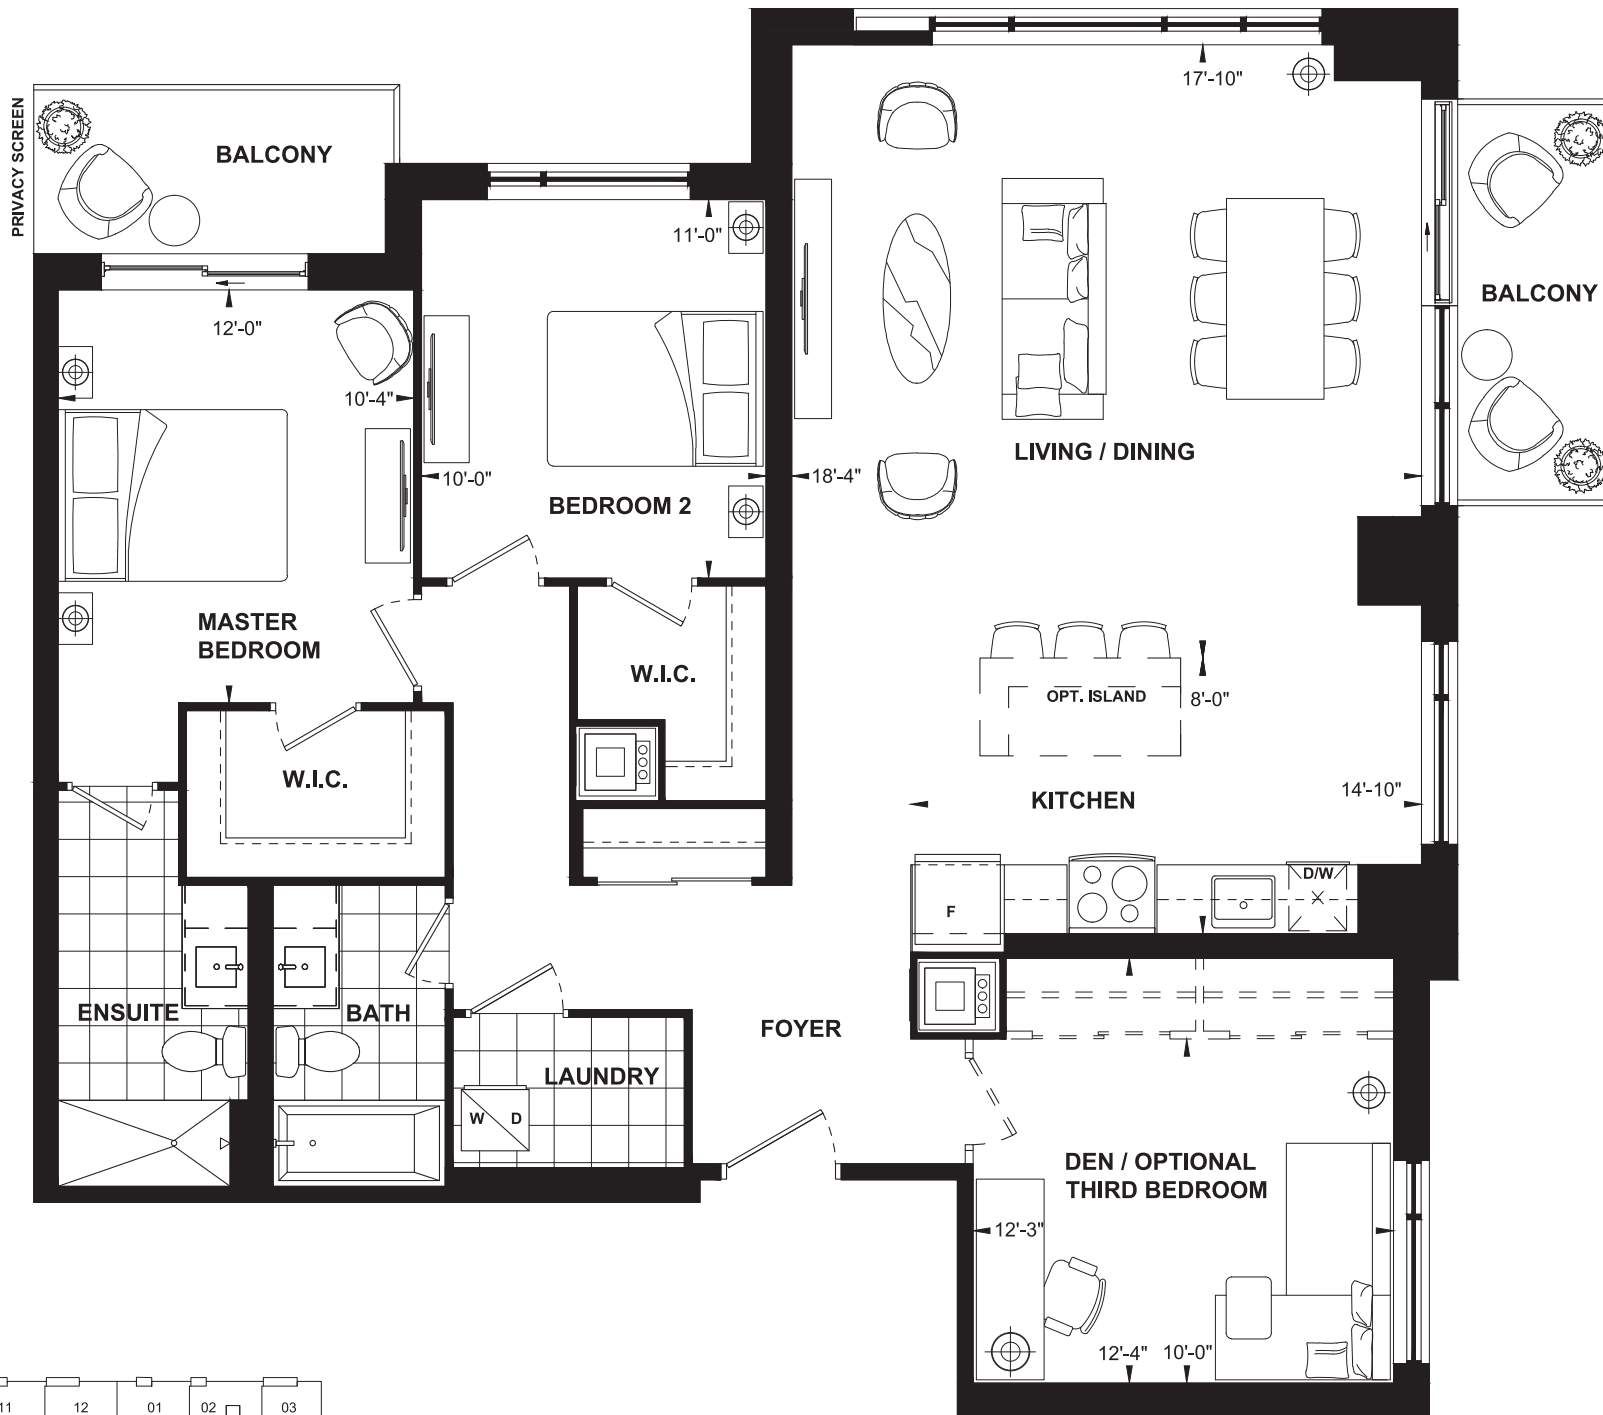 PRIVACY SCREEN
BALCONY
17'-10"
11'-0"
12'-0"
BALCONY
10'-4"
LIVING / DINING
10'-0"
18'-4"
BEDROOM 2
MASTER
BEDROOM
W.I.C.
OPT. ISLAND
8'-0"
W.I.C.
14'-10"
KITCHEN
D/W
F
ENSUITE
BATH
FOYER
LAUNDRY
W
D
DEN / OPTIONAL
THIRD BEDROOM
12'-3"
12'-4"
10'-0"
11
12
01
02
03